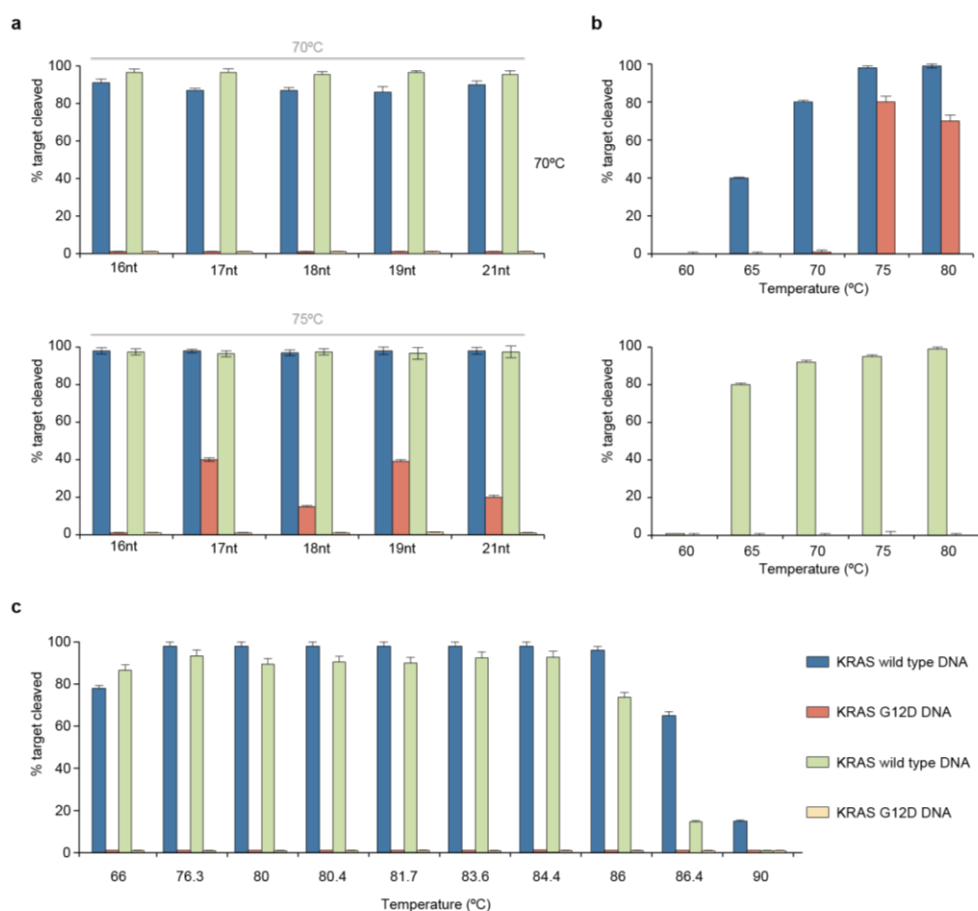 a
70ºC
100
80
60
40
20
0
% target cleaved
16nt 17nt 18nt 19nt 21nt
70ºC
75ºC
100
80
60
40
20
0
% target cleaved
16nt 17nt 18nt 19nt 21nt
b
100
80
60
40
20
0
% target cleaved
60 65 70 75 80
Temperature (ºC)
100
80
60
40
20
0
% target cleaved
60 65 70 75 80
Temperature (ºC)
c
100
80
60
40
20
0
% target cleaved
66 76.3 80 80.4 81.7 83.6 84.4 86 86.4 90
Temperature (ºC)
KRAS wild type DNA
KRAS G12D DNA
KRAS wild type DNA
KRAS G12D DNA